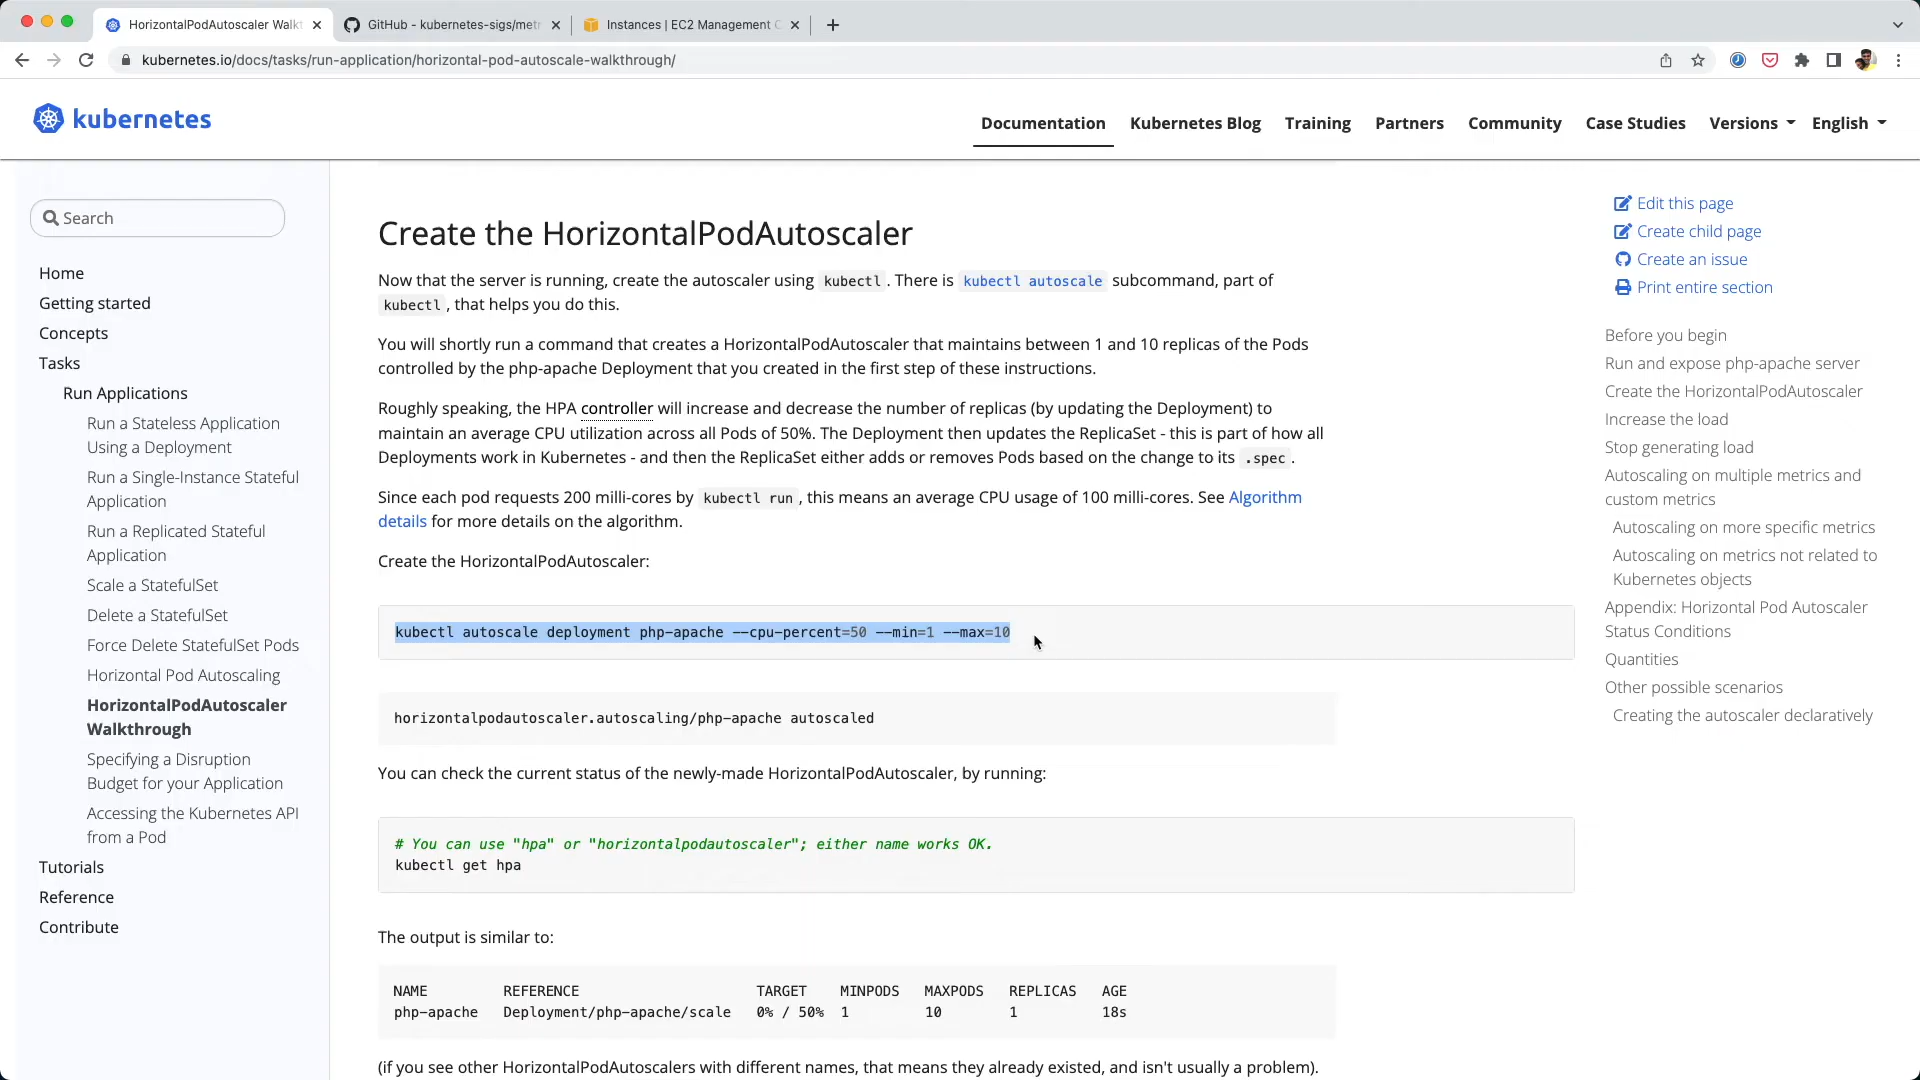 HorizontalPodAutoscaler Walkt
GitHub - kubernetes-sigs/metr
Instances | EC2 Management C
kubernetes.io/docs/tasks/run-application/horizontal-pod-autoscale-walkthrough/
kubernetes
Documentation
Kubernetes Blog
Training
Partners
Community
Case Studies
Versions
English
Search
Home
Getting started
Concepts
Tasks
Run Applications
Run a Stateless Application
Using a Deployment
Run a Single-Instance Stateful
Application
Run a Replicated Stateful
Application
Scale a StatefulSet
Delete a StatefulSet
Force Delete StatefulSet Pods
Horizontal Pod Autoscaling
HorizontalPodAutoscaler
Walkthrough
Specifying a Disruption
Budget for your Application
Accessing the Kubernetes API
from a Pod
Tutorials
Reference
Contribute
Create the HorizontalPodAutoscaler
Now that the server is running, create the autoscaler using kubectl. There is kubectl autoscale subcommand, part of
kubectl, that helps you do this.
You will shortly run a command that creates a HorizontalPodAutoscaler that maintains between 1 and 10 replicas of the Pods
controlled by the php-apache Deployment that you created in the first step of these instructions.
Roughly speaking, the HPA controller will increase and decrease the number of replicas (by updating the Deployment) to
maintain an average CPU utilization across all Pods of 50%. The Deployment then updates the ReplicaSet - this is part of how all
Deployments work in Kubernetes - and then the ReplicaSet either adds or removes Pods based on the change to its .spec.
Since each pod requests 200 milli-cores by kubectl run, this means an average CPU usage of 100 milli-cores. See Algorithm
details for more details on the algorithm.
Create the HorizontalPodAutoscaler:
kubectl autoscale deployment php-apache --cpu-percent=50 --min=1 --max=10
horizontalpodautoscaler.autoscaling/php-apache autoscaled
You can check the current status of the newly-made HorizontalPodAutoscaler, by running:
# You can use "hpa" or "horizontalpodautoscaler"; either name works OK.
kubectl get hpa
The output is similar to:
NAME REFERENCE TARGET MINPODS MAXPODS REPLICAS AGE
php-apache Deployment/php-apache/scale 0% / 50% 1 10 1 18s
(if you see other HorizontalPodAutoscalers with different names, that means they already existed, and isn't usually a problem).
Edit this page
Create child page
Create an issue
Print entire section
Before you begin
Run and expose php-apache server
Create the HorizontalPodAutoscaler
Increase the load
Stop generating load
Autoscaling on multiple metrics and
custom metrics
Autoscaling on more specific metrics
Autoscaling on metrics not related to
Kubernetes objects
Appendix: Horizontal Pod Autoscaler
Status Conditions
Quantities
Other possible scenarios
Creating the autoscaler declaratively